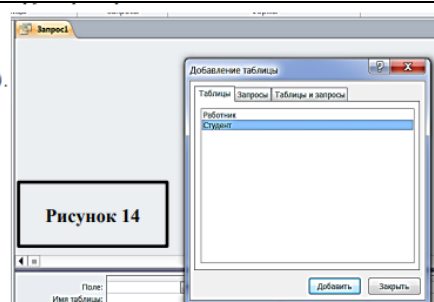 Запрос1
Добавление таблицы
Таблицы Запросы Таблицы и запросы
Работник
Студент
Рисунок 14
Добавить Закрыть
Поле:
Имя таблицы: